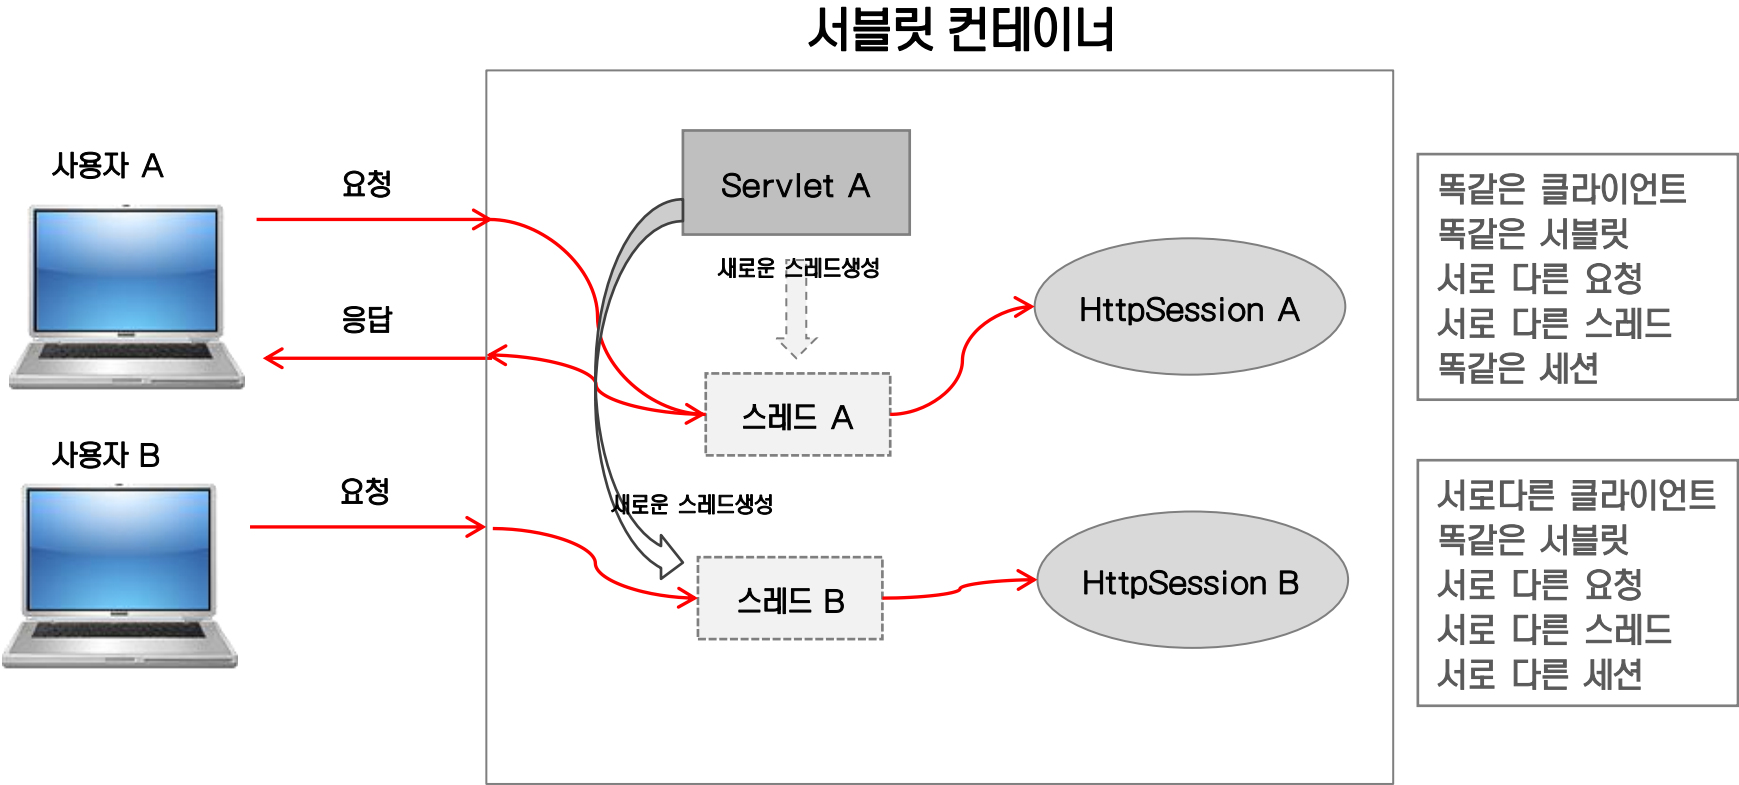 서블릿 컨테이너
사용자 A
요청
응답
Servlet A
새로운 스레드생성
스레드 A
HttpSession A
사용자 B
요청
새로운 스레드생성
스레드 B
HttpSession B
똑같은 클라이언트
똑같은 서블릿
서로 다른 요청
서로 다른 스레드
똑같은 세션
서로다른 클라이언트
똑같은 서블릿
서로 다른 요청
서로 다른 스레드
서로 다른 세션